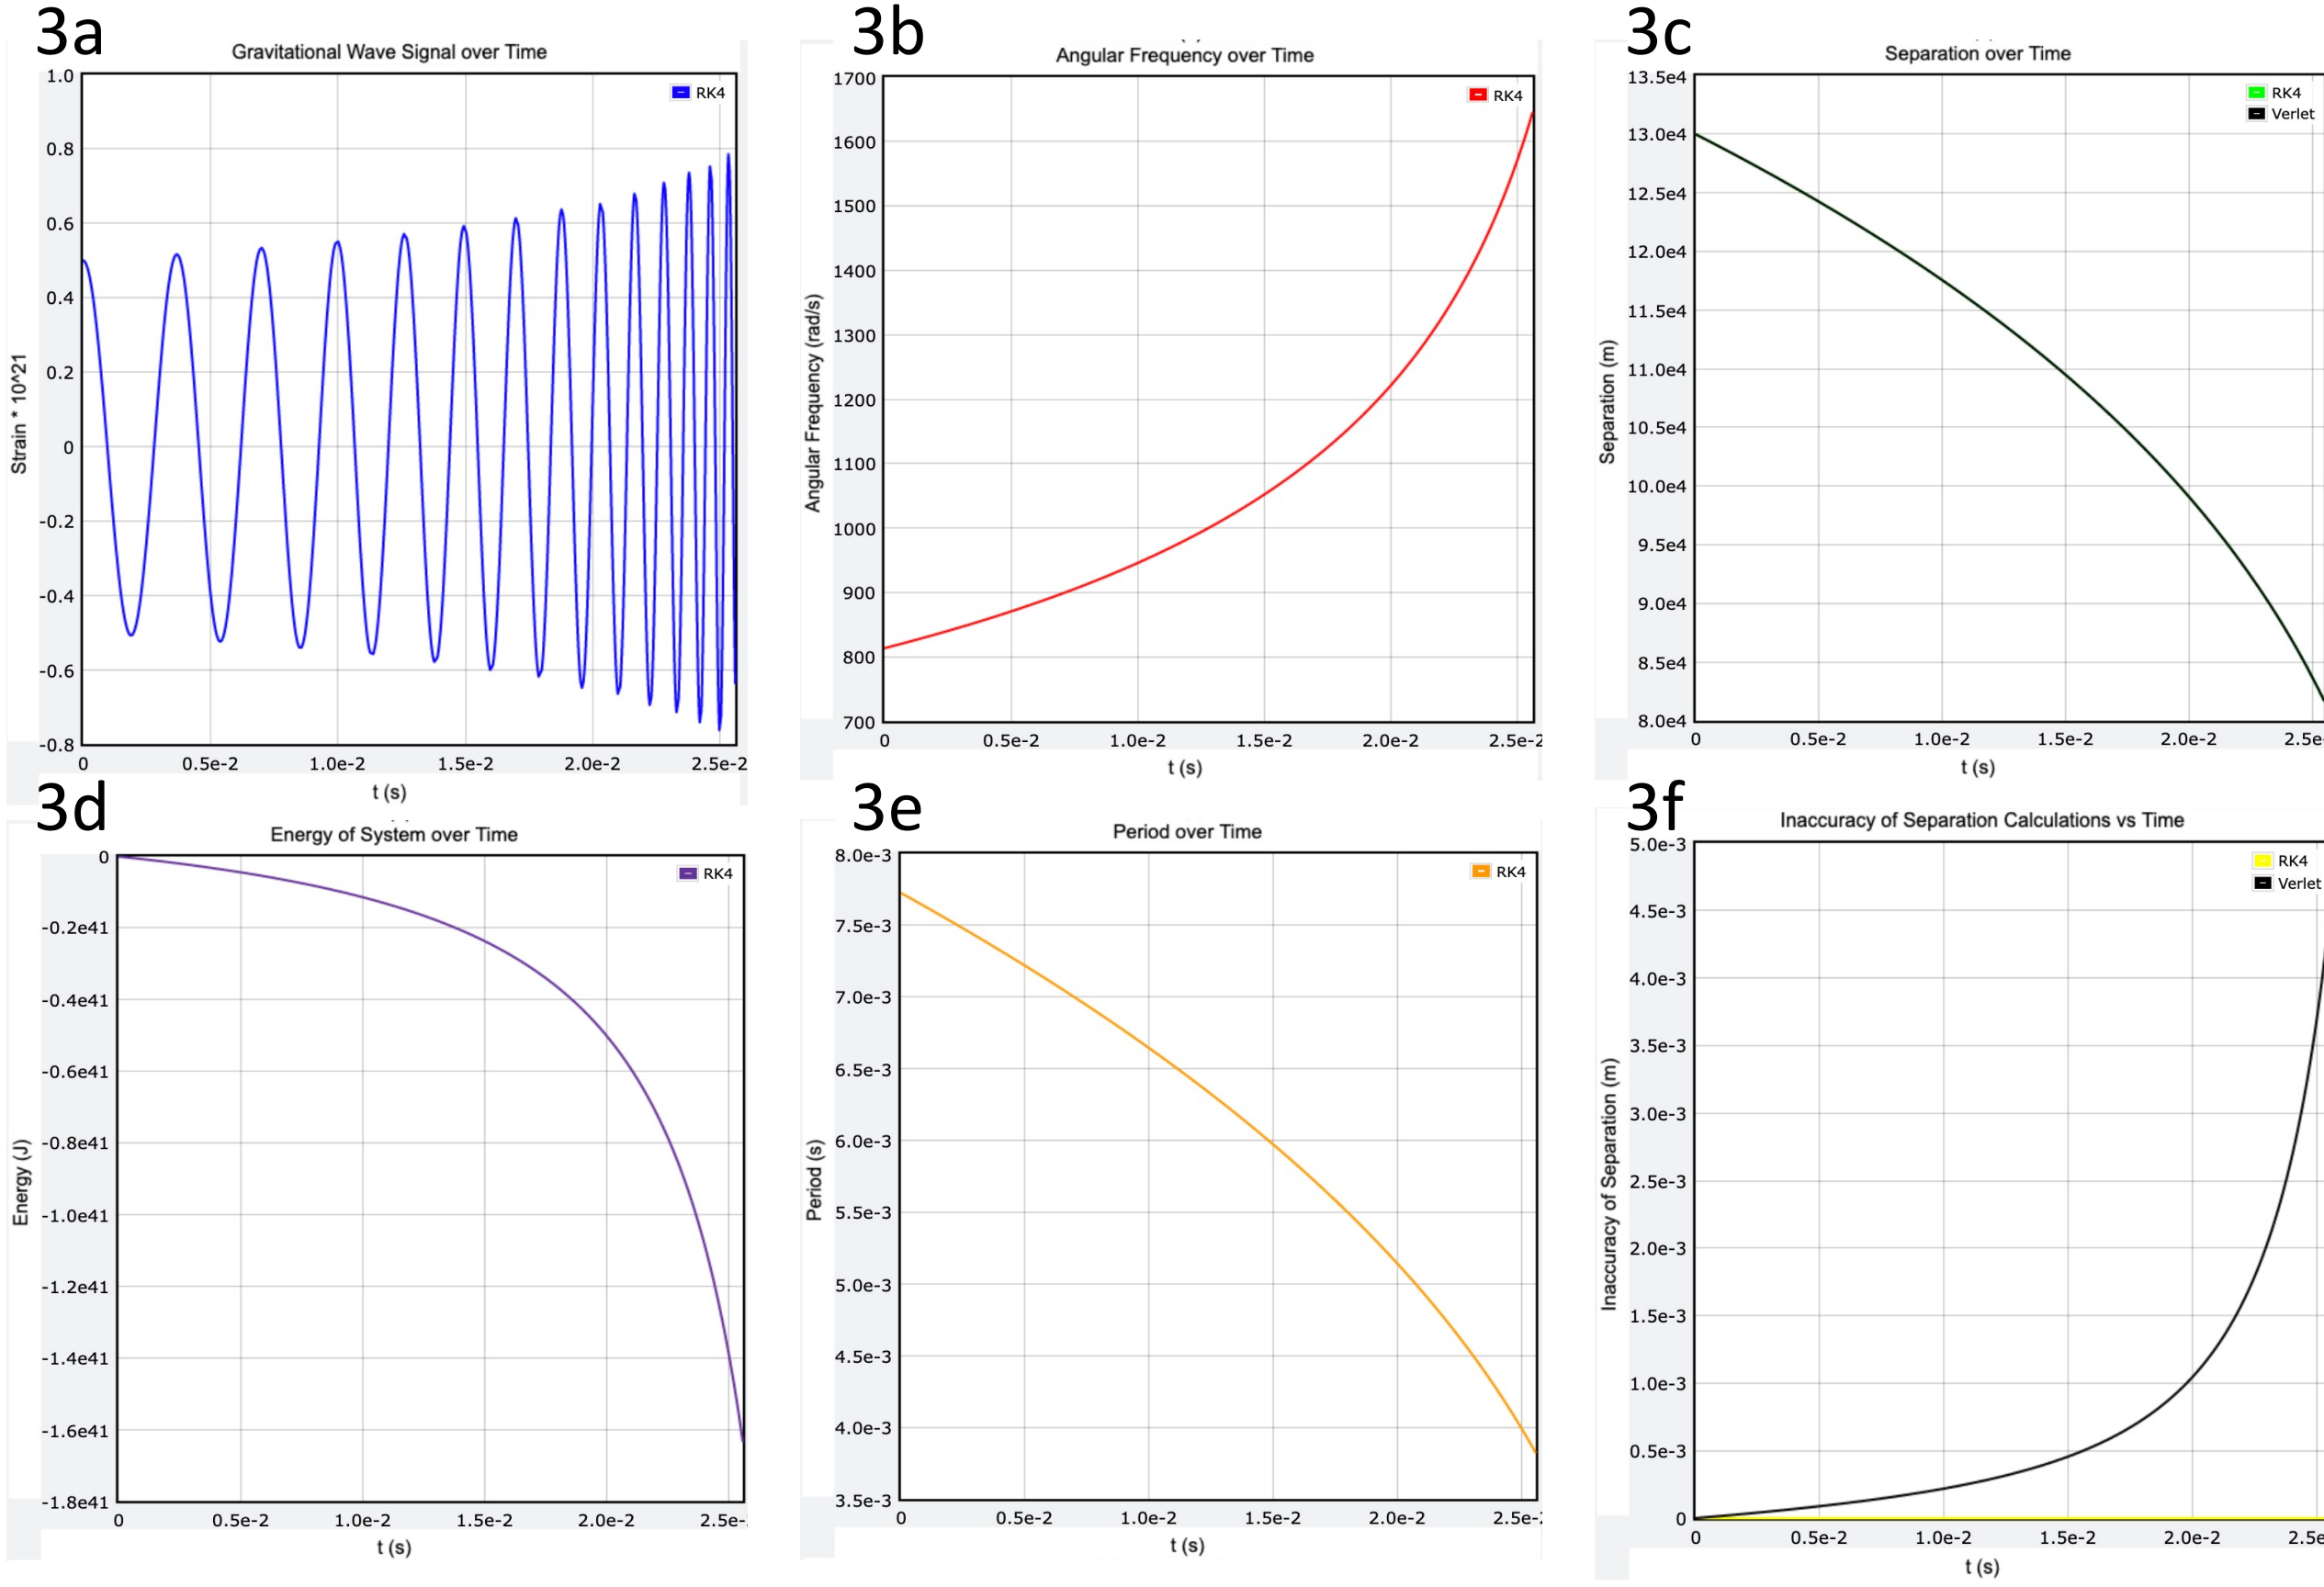 3a
Gravitational Wave Signal over Time
RK4
1.0
0.8
0.6
0.4
0.2
0
-0.2
-0.4
-0.6
-0.8
Strain * 10^21
0 0.5e-2 1.0e-2 1.5e-2 2.0e-2 2.5e-2
t (s)
3b
Angular Frequency over Time
RK4
1700
1600
1500
1400
1300
1200
1100
1000
900
800
700
Angular Frequency (rad/s)
0 0.5e-2 1.0e-2 1.5e-2 2.0e-2 2.5e-2
t (s)
3c
Separation over Time
RK4
Verlet
13.5e4
13.0e4
12.5e4
12.0e4
11.5e4
11.0e4
10.5e4
10.0e4
9.5e4
9.0e4
8.5e4
8.0e4
Separation (m)
0 0.5e-2 1.0e-2 1.5e-2 2.0e-2 2.5e-
t (s)
3d
Energy of System over Time
RK4
0
-0.2e41
-0.4e41
-0.6e41
-0.8e41
-1.0e41
-1.2e41
-1.4e41
-1.6e41
-1.8e41
Energy (J)
0 0.5e-2 1.0e-2 1.5e-2 2.0e-2 2.5e-
t (s)
3e
Period over Time
RK4
8.0e-3
7.5e-3
7.0e-3
6.5e-3
6.0e-3
5.5e-3
5.0e-3
4.5e-3
4.0e-3
3.5e-3
Period (s)
0 0.5e-2 1.0e-2 1.5e-2 2.0e-2 2.5e-
t (s)
3f
Inaccuracy of Separation Calculations vs Time
RK4
Verlet
5.0e-3
4.5e-3
4.0e-3
3.5e-3
3.0e-3
2.5e-3
2.0e-3
1.5e-3
1.0e-3
0.5e-3
0
Inaccuracy of Separation (m)
0 0.5e-2 1.0e-2 1.5e-2 2.0e-2 2.5e
t (s)